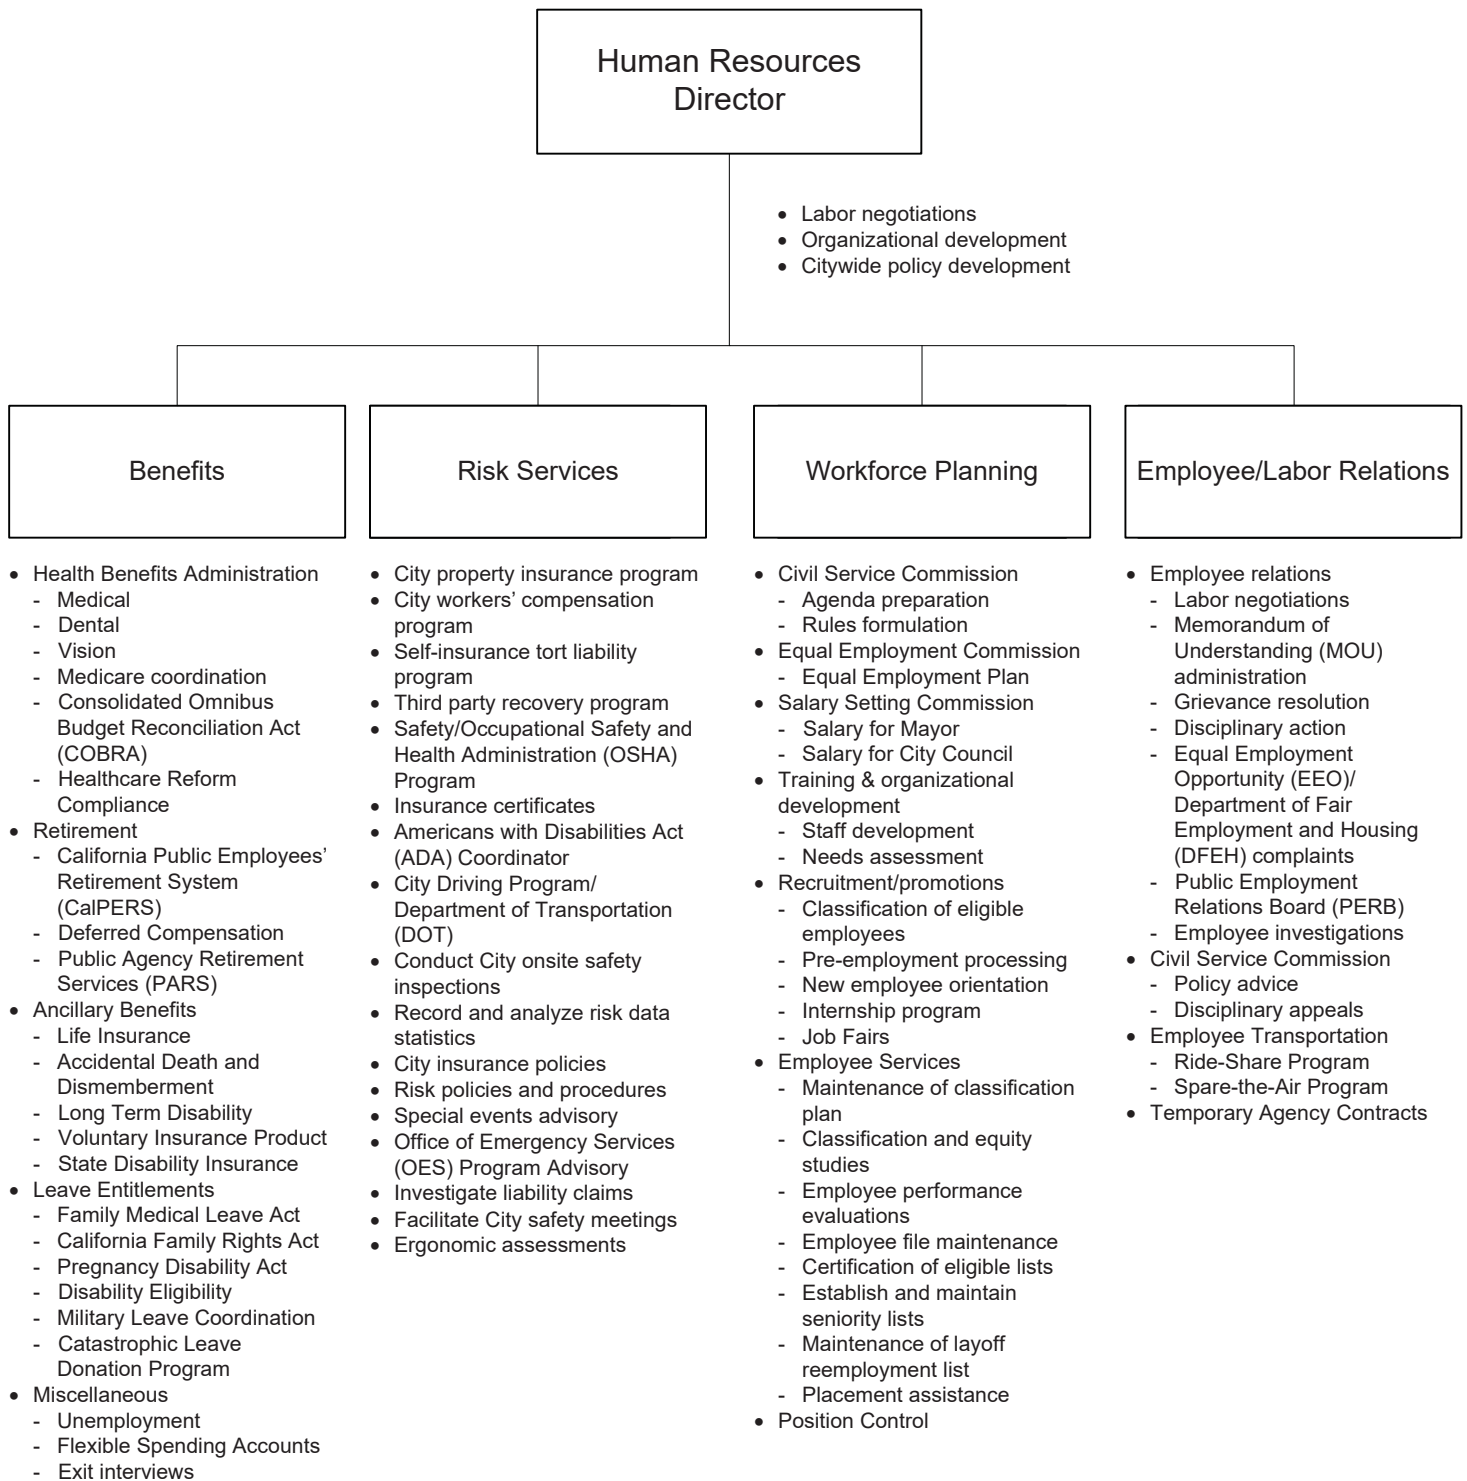 Human Resources
Director
• Labor negotiations
• Organizational development
• Citywide policy development
Benefits
• Health Benefits Administration
- Medical
- Dental
- Vision
- Medicare coordination
- Consolidated Omnibus
Budget Reconciliation Act
(COBRA)
- Healthcare Reform
Compliance
• Retirement
- California Public Employees’
Retirement System
(CalPERS)
- Deferred Compensation
- Public Agency Retirement
Services (PARS)
• Ancillary Benefits
- Life Insurance
- Accidental Death and
Dismemberment
- Long Term Disability
- Voluntary Insurance Product
- State Disability Insurance
• Leave Entitlements
- Family Medical Leave Act
- California Family Rights Act
- Pregnancy Disability Act
- Disability Eligibility
- Military Leave Coordination
- Catastrophic Leave
Donation Program
• Miscellaneous
- Unemployment
- Flexible Spending Accounts
- Exit interviews
Risk Services
• City property insurance program
• City workers’ compensation
program
• Self-insurance tort liability
program
• Third party recovery program
• Safety/Occupational Safety and
Health Administration (OSHA)
Program
• Insurance certificates
• Americans with Disabilities Act
(ADA) Coordinator
• City Driving Program/
Department of Transportation
(DOT)
• Conduct City onsite safety
inspections
• Record and analyze risk data
statistics
• City insurance policies
• Risk policies and procedures
• Special events advisory
• Office of Emergency Services
(OES) Program Advisory
• Investigate liability claims
• Facilitate City safety meetings
• Ergonomic assessments
Workforce Planning
• Civil Service Commission
- Agenda preparation
- Rules formulation
• Equal Employment Commission
- Equal Employment Plan
• Salary Setting Commission
- Salary for Mayor
- Salary for City Council
• Training & organizational
development
- Staff development
- Needs assessment
• Recruitment/promotions
- Classification of eligible
employees
- Pre-employment processing
- New employee orientation
- Internship program
- Job Fairs
• Employee Services
- Maintenance of classification
plan
- Classification and equity
studies
- Employee performance
evaluations
- Employee file maintenance
- Certification of eligible lists
- Establish and maintain
seniority lists
- Maintenance of layoff
reemployment list
- Placement assistance
• Position Control
Employee/Labor Relations
• Employee relations
- Labor negotiations
- Memorandum of
Understanding (MOU)
administration
- Grievance resolution
- Disciplinary action
- Equal Employment
Opportunity (EEO)/
Department of Fair
Employment and Housing
(DFEH) complaints
- Public Employment
Relations Board (PERB)
- Employee investigations
• Civil Service Commission
- Policy advice
- Disciplinary appeals
• Employee Transportation
- Ride-Share Program
- Spare-the-Air Program
• Temporary Agency Contracts